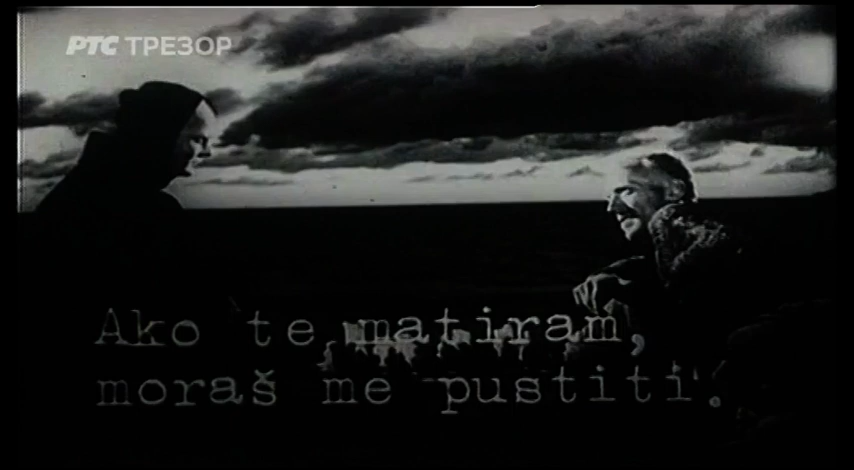 РТС ТРЕЗОР
Ako te matiram,
moraš me pustiti.